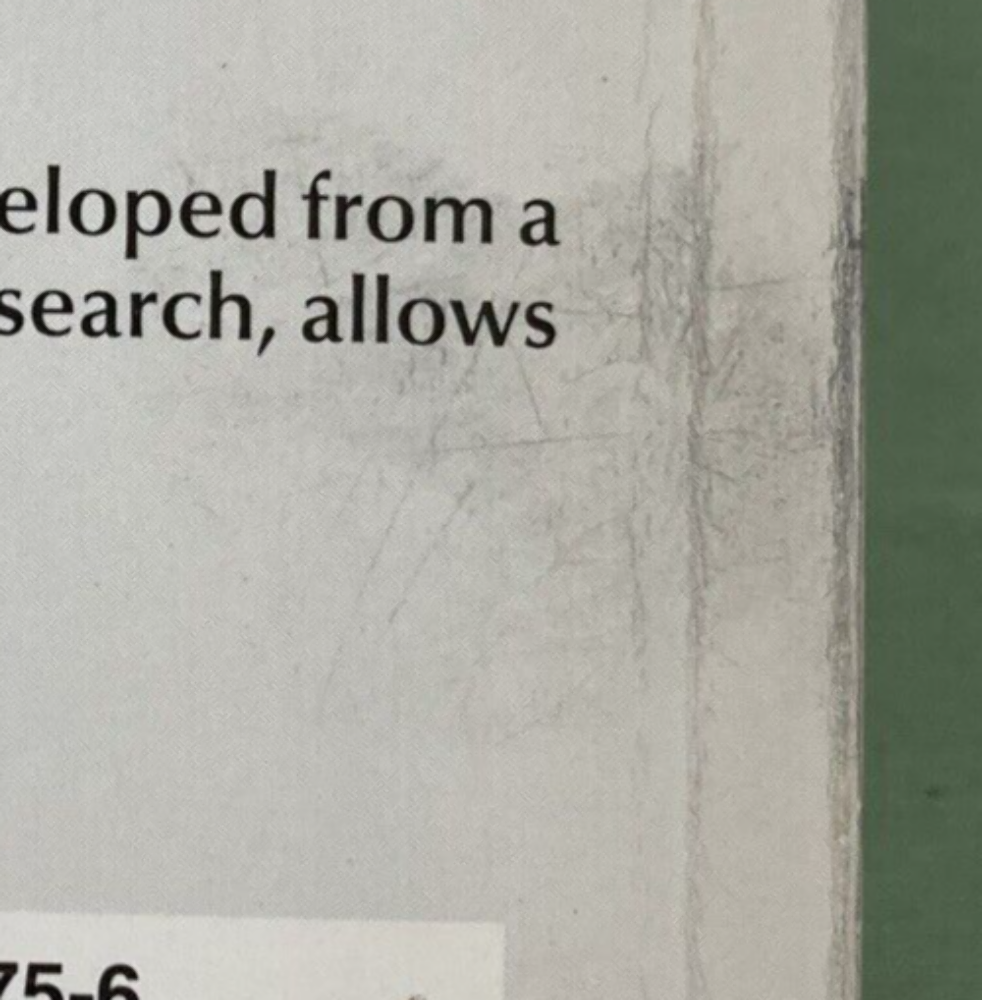 eloped from a
search, allows
75-6